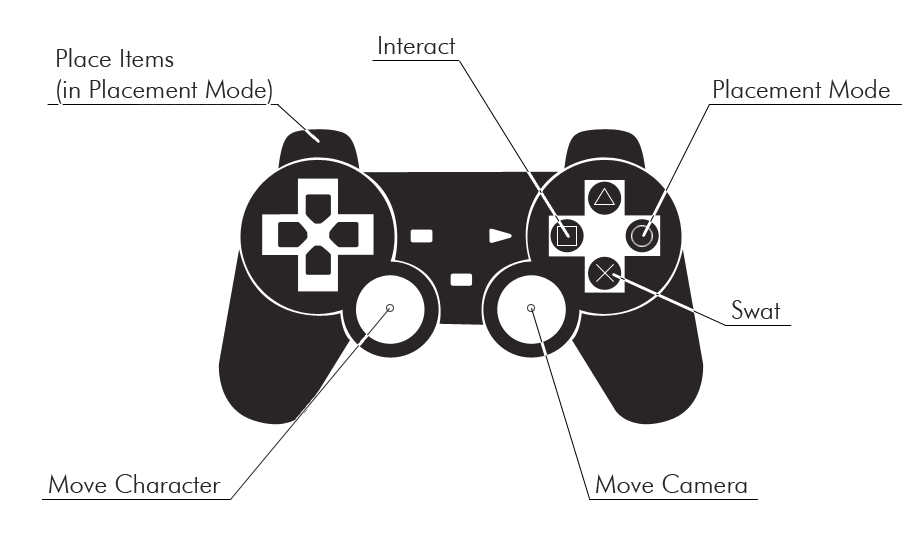 Interact
Place Items
(in Placement Mode)
Placement Mode
Swat
Move Character
Move Camera